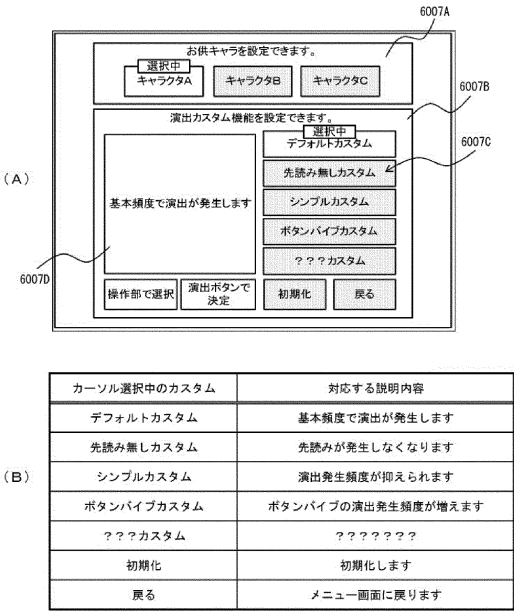 6007A
お供キャラを設定できます。
選択中
キャラクタA
キャラクタB
キャラクタC
6007B
演出カスタム機能を設定できます。
選択中
デフォルトカスタム
6007C
(A)
先読み無しカスタム
基本頻度で演出が発生します
シンプルカスタム
ボタンバイブカスタム
???カスタム
6007D
操作部で選択
演出ボタンで
決定
初期化
戻る
カーソル選択中のカスタム
対応する説明内容
デフォルトカスタム
基本頻度で演出が発生します
先読み無しカスタム
先読みが発生しなくなります
(B)
シンプルカスタム
演出発生頻度が抑えられます
ボタンバイブカスタム
ボタンバイブの演出発生頻度が増えます
???カスタム
???????
初期化
初期化します
戻る
メニュー画面に戻ります